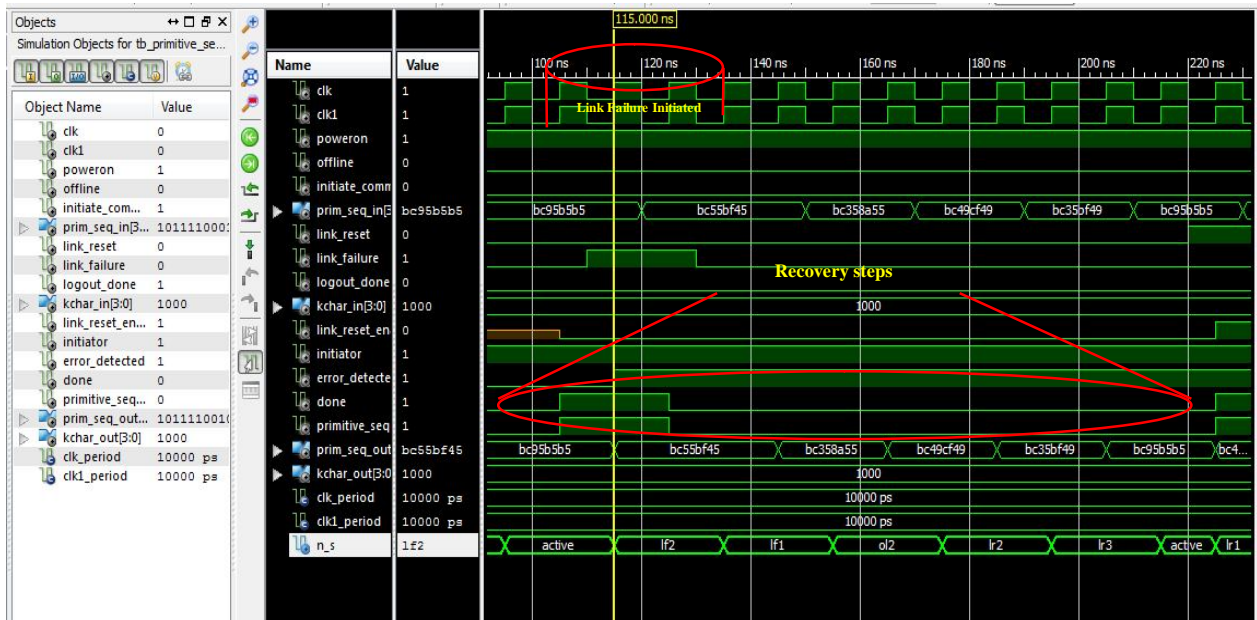 Objects
Simulation Objects for tb_primitive_se...
Object Name Value
clk 0
clk1 0
poweron 1
offline 0
initiate_com... 1
prim_seq_in[3... 101111000:
link_reset 0
link_failure 0
logout_done 1
kchar_in[3:0] 1000
link_reset_en... 1
initiator 1
error_detected 1
done 0
primitive_seq... 0
prim_seq_out... 1011110010
kchar_out[3:0] 1000
clk_period 10000 ps
clk1_period 10000 ps
115.000 ns
Name Value
100 ns 120 ns 140 ns 160 ns 180 ns 200 ns 220 ns
clk 1
clk1 1
Link Failure Initiated
poweron 1
offline 0
initiate_comm 0
prim_seq_in[3 bc95b5b5 bc95b5b5 bc55bf45 bc358a55 bc49cf49 bc35bf49 bc95b5b5
link_reset 0
link_failure 1
Recovery steps
logout_done 0
kchar_in[3:0] 1000 1000
link_reset_en 0
initiator 1
error_detecte 1
done 1
primitive_seq 1
prim_seq_out bc55bf45 bc95b5b5 bc55bf45 bc358a55 bc49cf49 bc35bf49 bc95b5b5 bc4...
kchar_out[3:0 1000 1000
clk_period 10000 ps 10000 ps
clk1_period 10000 ps 10000 ps
n_s lf2 active lf2 lf1 ol2 lr2 lr3 active lr1